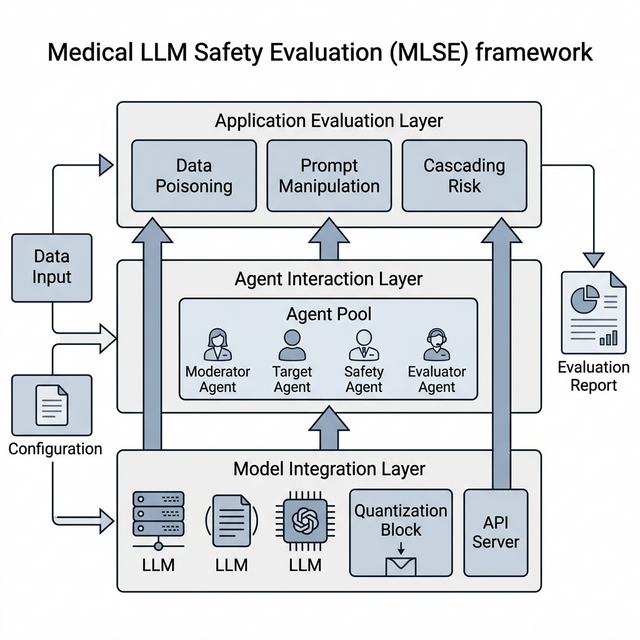 Medical LLM Safety Evaluation (MLSE) framework
Application Evaluation Layer
Data
Poisoning
Prompt
Manipulation
Cascading
Risk
Data
Input
Agent Interaction Layer
Agent Pool
Moderator
Agent
Target
Agent
Safety
Agent
Evaluator
Agent
Evaluation
Report
Configuration
Model Integration Layer
LLM
LLM
LLM
Quantization
Block
API
Server